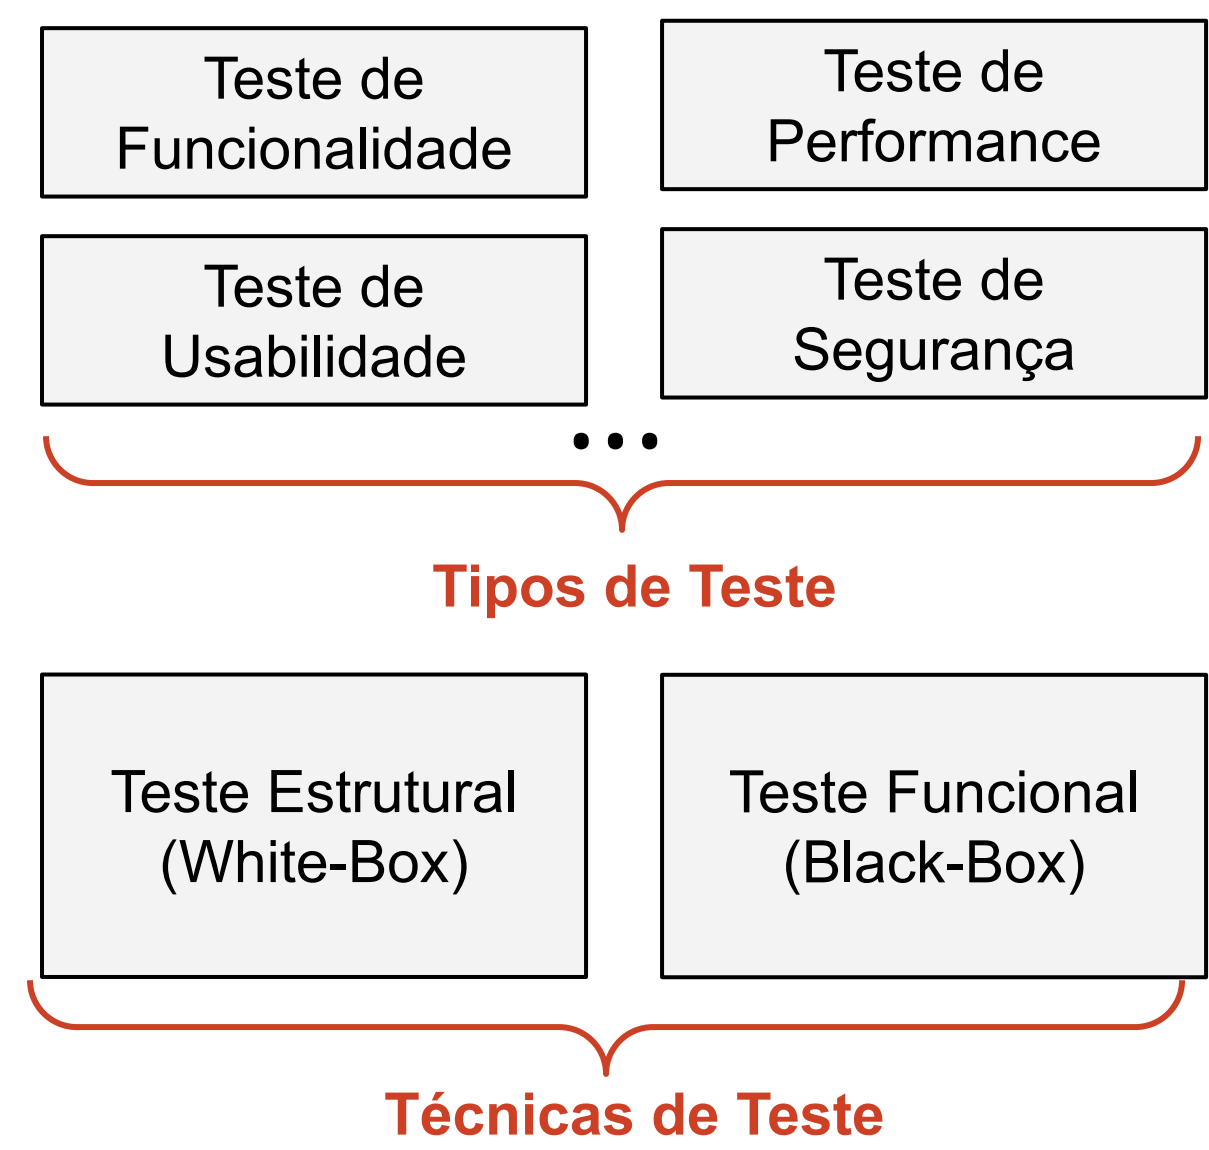 Teste de
Funcionalidade
Teste de
Performance
Teste de
Usabilidade
Teste de
Segurança
...
Tipos de Teste
Teste Estrutural
(White-Box)
Teste Funcional
(Black-Box)
Técnicas de Teste